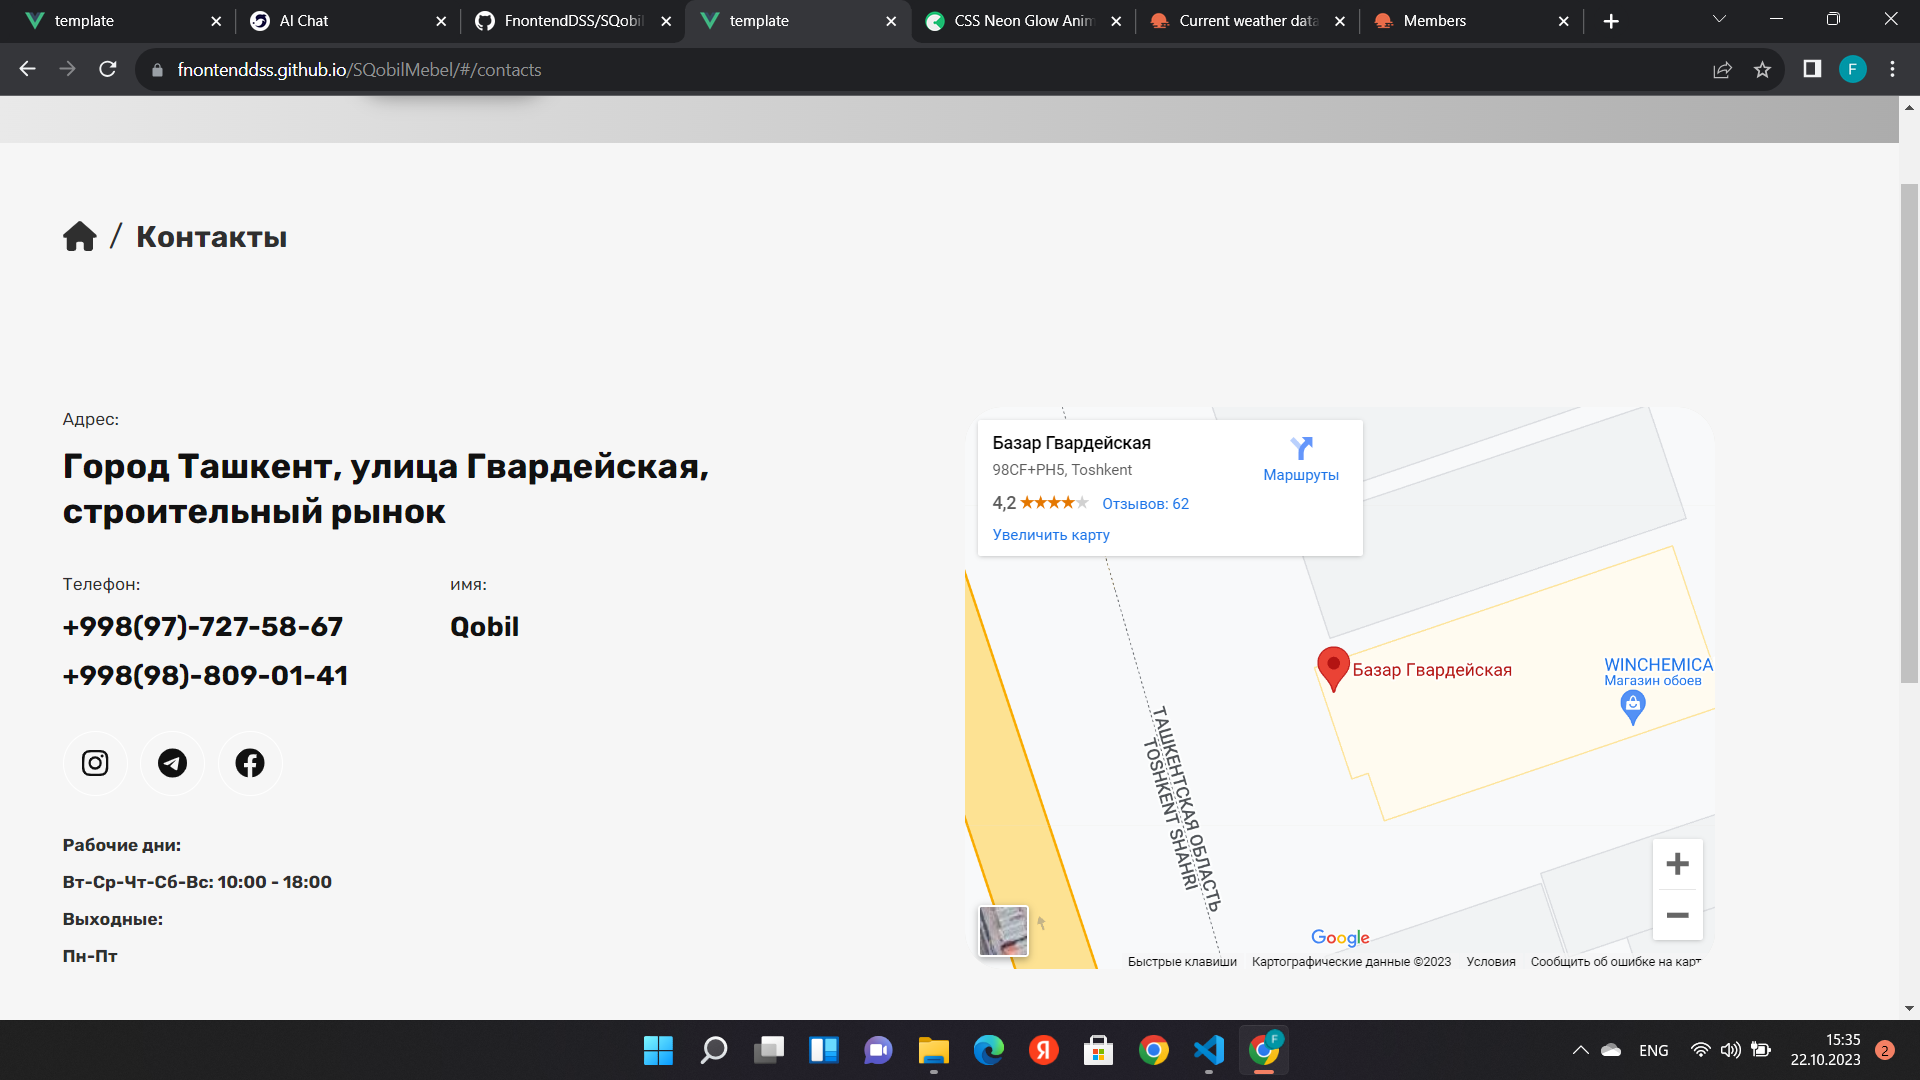 template
AI Chat
FnontendDSS/SQobil
template
CSS Neon Glow Anim
Current weather data
Members
fnontenddss.github.io/SQobilMebel/#/contacts
F
/ Контакты
Адрес:
Город Ташкент, улица Гвардейская,
строительный рынок
Телефон:
имя:
+998(97)-727-58-67
Qobil
+998(98)-809-01-41
Рабочие дни:
Вт-Ср-Чт-Сб-Вс: 10:00 - 18:00
Выходные:
Пн-Пт
Базар Гвардейская
98CF+PH5, Toshkent
Маршруты
4,2
Отзывов: 62
Увеличить карту
Базар Гвардейская
WINCHEMICA
Магазин обоев
ТАШКЕНТСКАЯ ОБЛАСТЬ
TOSHKENT SHAHRI
Google
Быстрые клавиши
Картографические данные ©2023
Условия
Сообщить об ошибке на карт
Я
F
ENG
15:35
22.10.2023
2